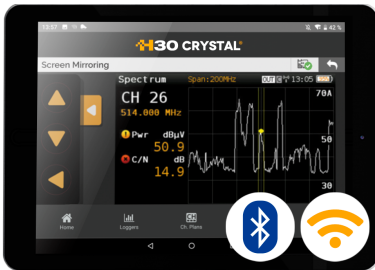 13:57 42%
H30 CRYSTAL®
Screen Mirroring
Spectrum Span:200MHz OUT 13:05
CH 26
514.000 MHz
Pwr dBµV
50.9
C/N dB
14.9
70A
50
30
Home Loggers Ch. Plans